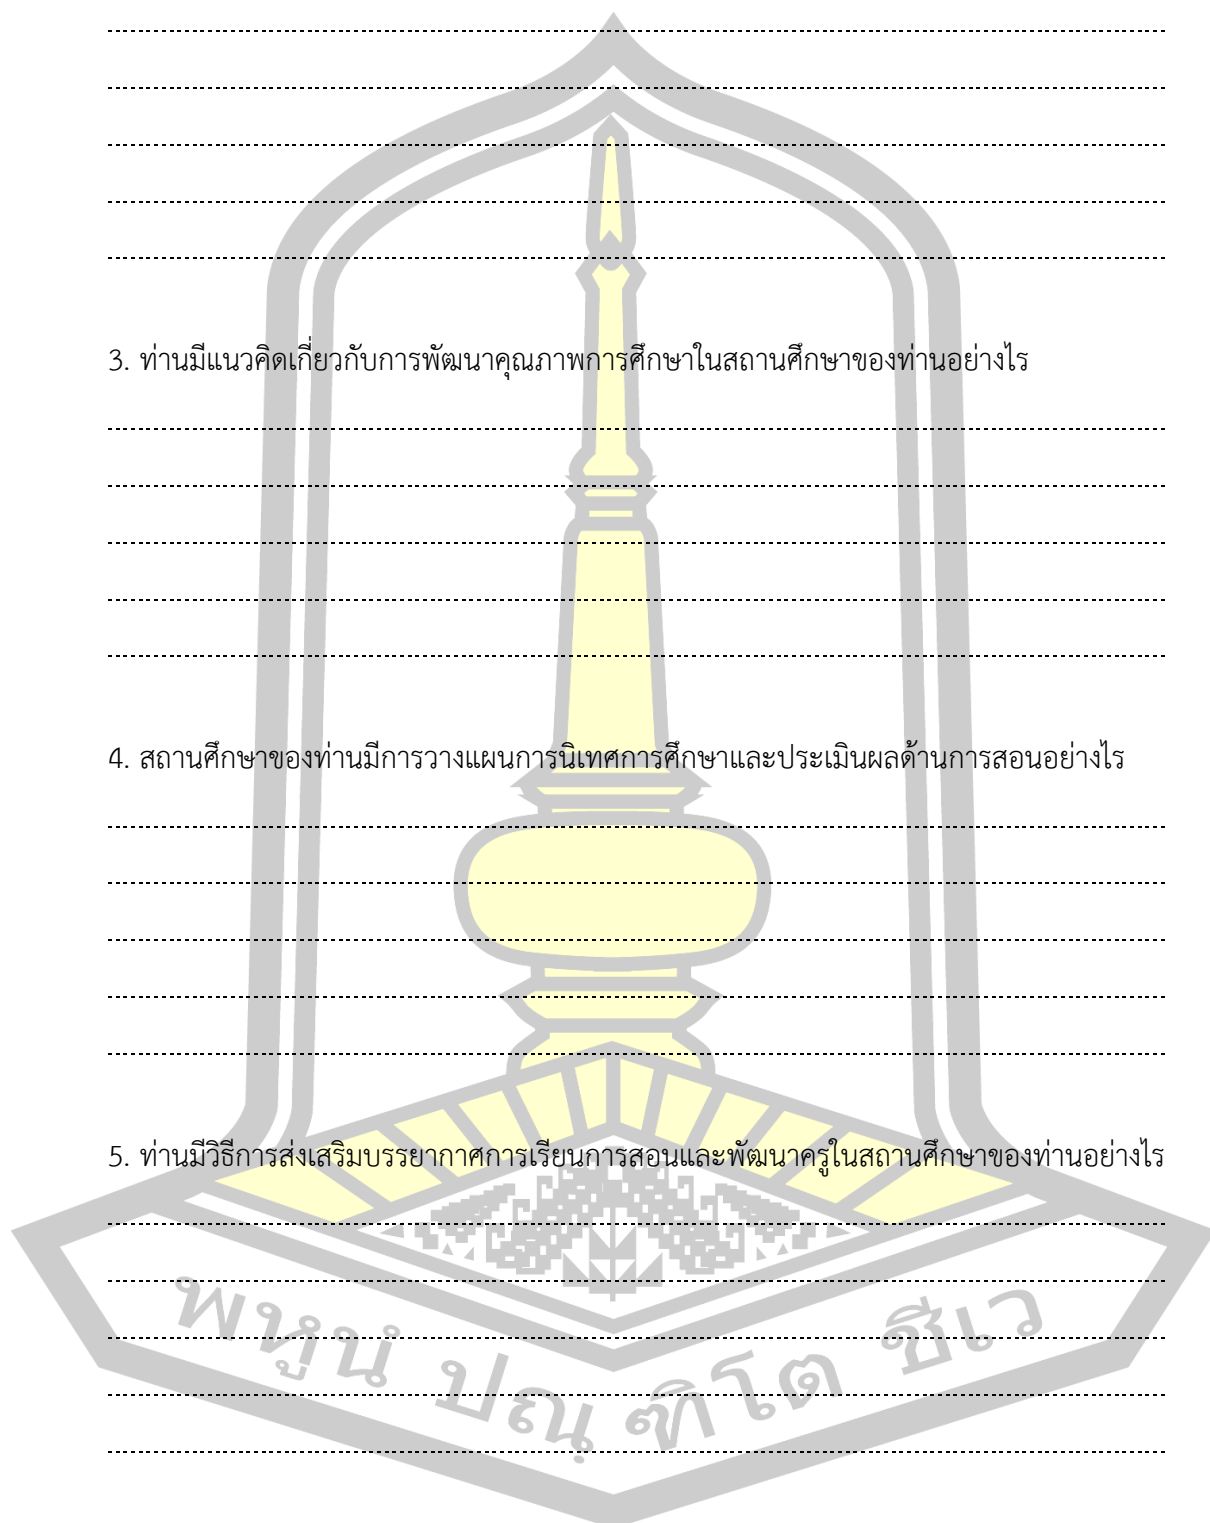 3. ท่านมีแนวคิดเกี่ยวกับการพัฒนาคุณภาพการศึกษาในสถานศึกษาของท่านอย่างไร
4. สถานศึกษาของท่านมีการวางแผนการนิเทศการศึกษาและประเมินผลด้านการสอนอย่างไร
5. ท่านมีวิธีการส่งเสริมบรรยากาศการเรียนการสอนและพัฒนาครูในสถานศึกษาของท่านอย่างไร
พหูนํ ปณฺฑิโต ชีเว